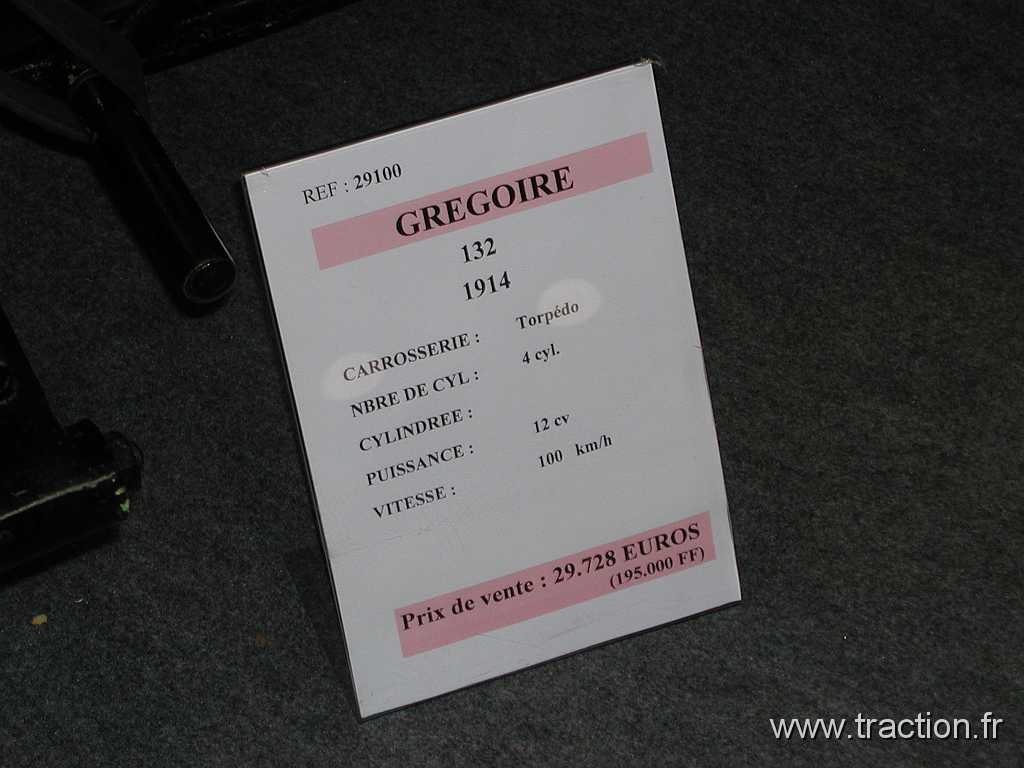 REF : 29100
GREGOIRE
132
1914
CARROSSERIE : Torpédo
NBRE DE CYL : 4 cyl.
CYLINDREE :
PUISSANCE : 12 cv
VITESSE : 100 km/h
Prix de vente : 29.728 EUROS
(195.000 FF)
www.traction.fr